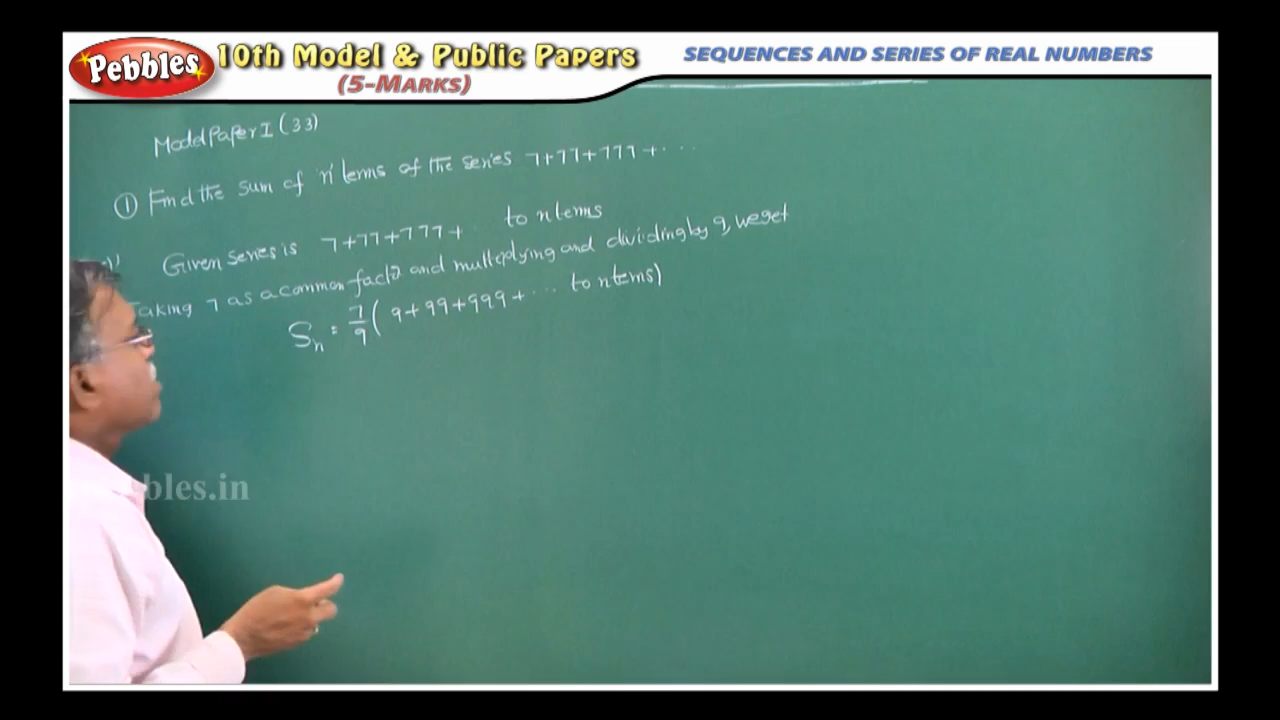 Pebbles
10th Model & Public Papers
(5-MARKS)
SEQUENCES AND SERIES OF REAL NUMBERS
Model Paper I (33)
① Find the sum of 'n' terms of the series 7+77+777+...
Given series is 7+77+777+.. to n terms
Taking 7 as a common factor and multiplying and dividing by 9, we get
Sn = 7/9 ( 9+99+999+... to n terms)
bles.in